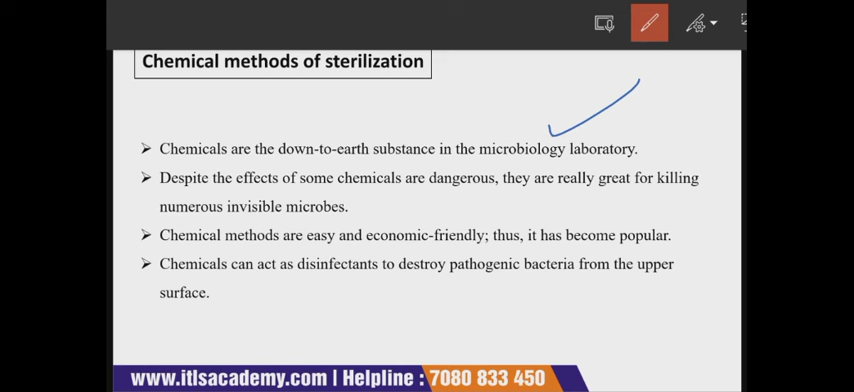 Chemical methods of sterilization
➤ Chemicals are the down-to-earth substance in the microbiology laboratory.
➤ Despite the effects of some chemicals are dangerous, they are really great for killing
numerous invisible microbes.
➤ Chemical methods are easy and economic-friendly; thus, it has become popular.
➤ Chemicals can act as disinfectants to destroy pathogenic bacteria from the upper
surface.
www.itlsacademy.com | Helpline : 7080 833 450